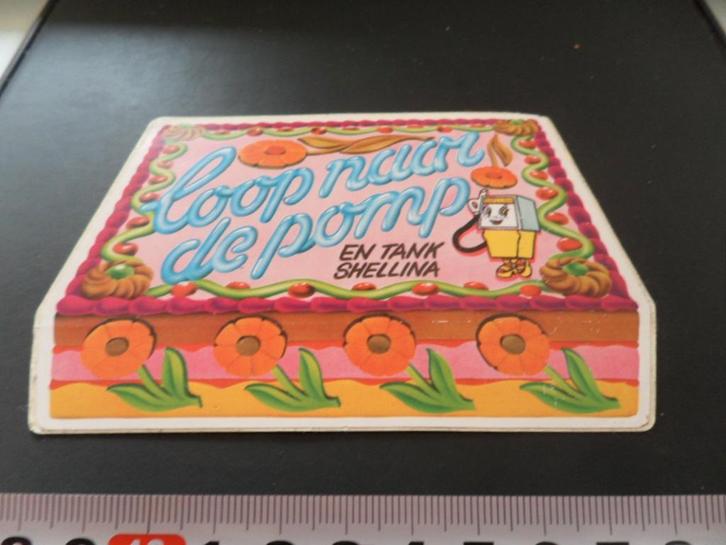 loop naar
de pomp
EN TANK
SHELLINA